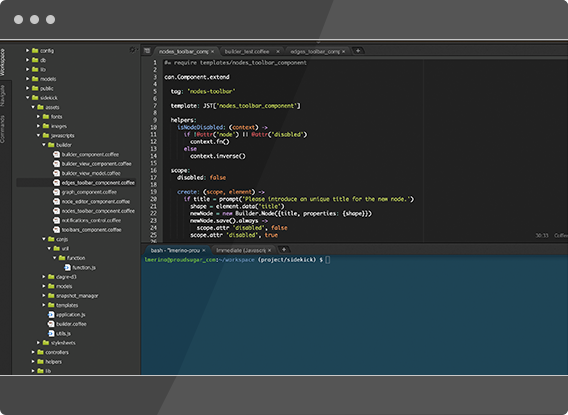 Workspace
Navigate
Commands
config
db
lib
models
public
sidekick
assets
fonts
images
javascripts
builder
builder_component.coffee
builder_view_component.coffee
builder_view_model.coffee
edges_toolbar_component.coffee
graph_component.coffee
node_editor_component.coffee
nodes_toolbar_component.coffee
notifications_control.coffee
toolbars_component.coffee
canjs
util
function
function.js
dagre-d3
models
snapshot_manager
templates
application.js
builder.coffee
utils.js
stylesheets
controllers
helpers
lib
nodes_toolbar_comp
builder_test.coffee
edges_toolbar_comp
1 #= require templates/nodes_toolbar_component
2
3 can.Component.extend
4
5 tag: 'nodes-toolbar'
6
7 template: JST['nodes_toolbar_component']
8
9 helpers:
10 isNodeDisabled: (context) ->
11 if !@attr('node') || @attr('disabled')
12 context.fn()
13 else
14 context.inverse()
15
16 scope:
17 disabled: false
18
19 create: (scope, element) ->
20 if title = prompt('Please introduce an unique title for the new node.')
21 shape = element.data('title')
22 newNode = new Builder.Node({title, properties: {shape}})
23 newNode.save().always ->
24 scope.attr 'disabled', false
25 scope.attr 'disabled', true
26
30:33 Coffee
bash - "lmerino-prou
Immediate (Javascri
lmerino@proudsugar_com:~/workspace (project/sidekick) $